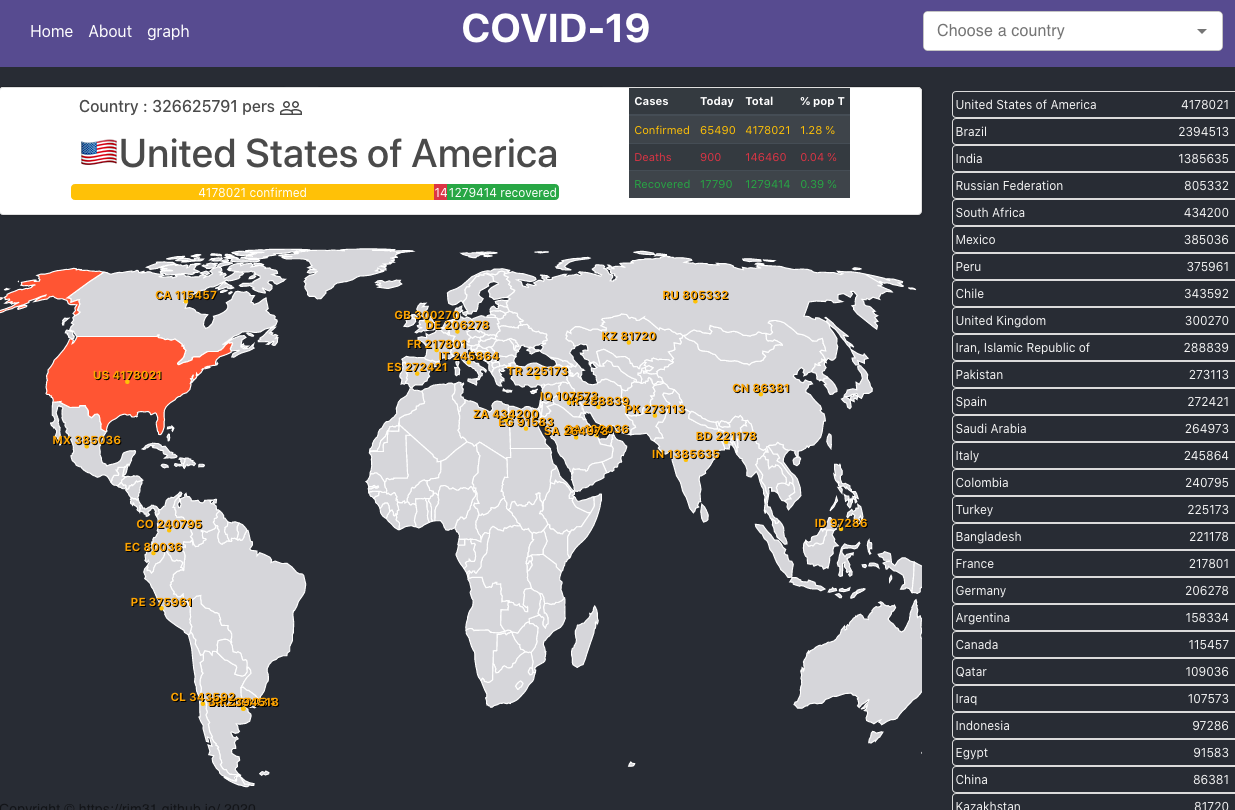 Home About graph
COVID-19
Choose a country
Country : 326625791 pers
United States of America
4178021 confirmed
14
1279414 recovered
Cases Today Total % pop T
Confirmed 65490 4178021 1.28 %
Deaths 900 146460 0.04 %
Recovered 17790 1279414 0.39 %
CA 115457
RU 805332
GB 300270
DE 206278
KZ 81720
FR 217801
IT 245864
ES 272421
TR 225173
US 4178021
CN 86381
IQ 107573
IR 288839
PK 273113
ZA 434200
EG 91583
SA 264973
BD 221178
MX 385036
IN 1385635
CO 240795
ID 97286
EC 80036
PE 375961
CL 343592
United States of America 4178021
Brazil 2394513
India 1385635
Russian Federation 805332
South Africa 434200
Mexico 385036
Peru 375961
Chile 343592
United Kingdom 300270
Iran, Islamic Republic of 288839
Pakistan 273113
Spain 272421
Saudi Arabia 264973
Italy 245864
Colombia 240795
Turkey 225173
Bangladesh 221178
France 217801
Germany 206278
Argentina 158334
Canada 115457
Qatar 109036
Iraq 107573
Indonesia 97286
Egypt 91583
China 86381
Kazakhstan 81720
Copyright © https://rim31.github.io/ 2020